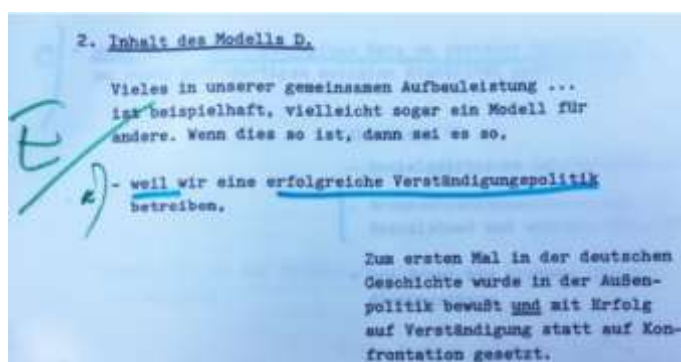 2. Inhalt des Modells D.
Vieles in unserer gemeinsamen Aufbauleistung ...
ist beispielhaft, vielleicht sogar ein Modell für
andere. Wenn dies so ist, dann sei es so,
E
a) - weil wir eine erfolgreiche Verständigungspolitik
betreiben,
Zum ersten Mal in der deutschen
Geschichte wurde in der Außen-
politik bewußt und mit Erfolg
auf Verständigung statt auf Kon-
frontation gesetzt.